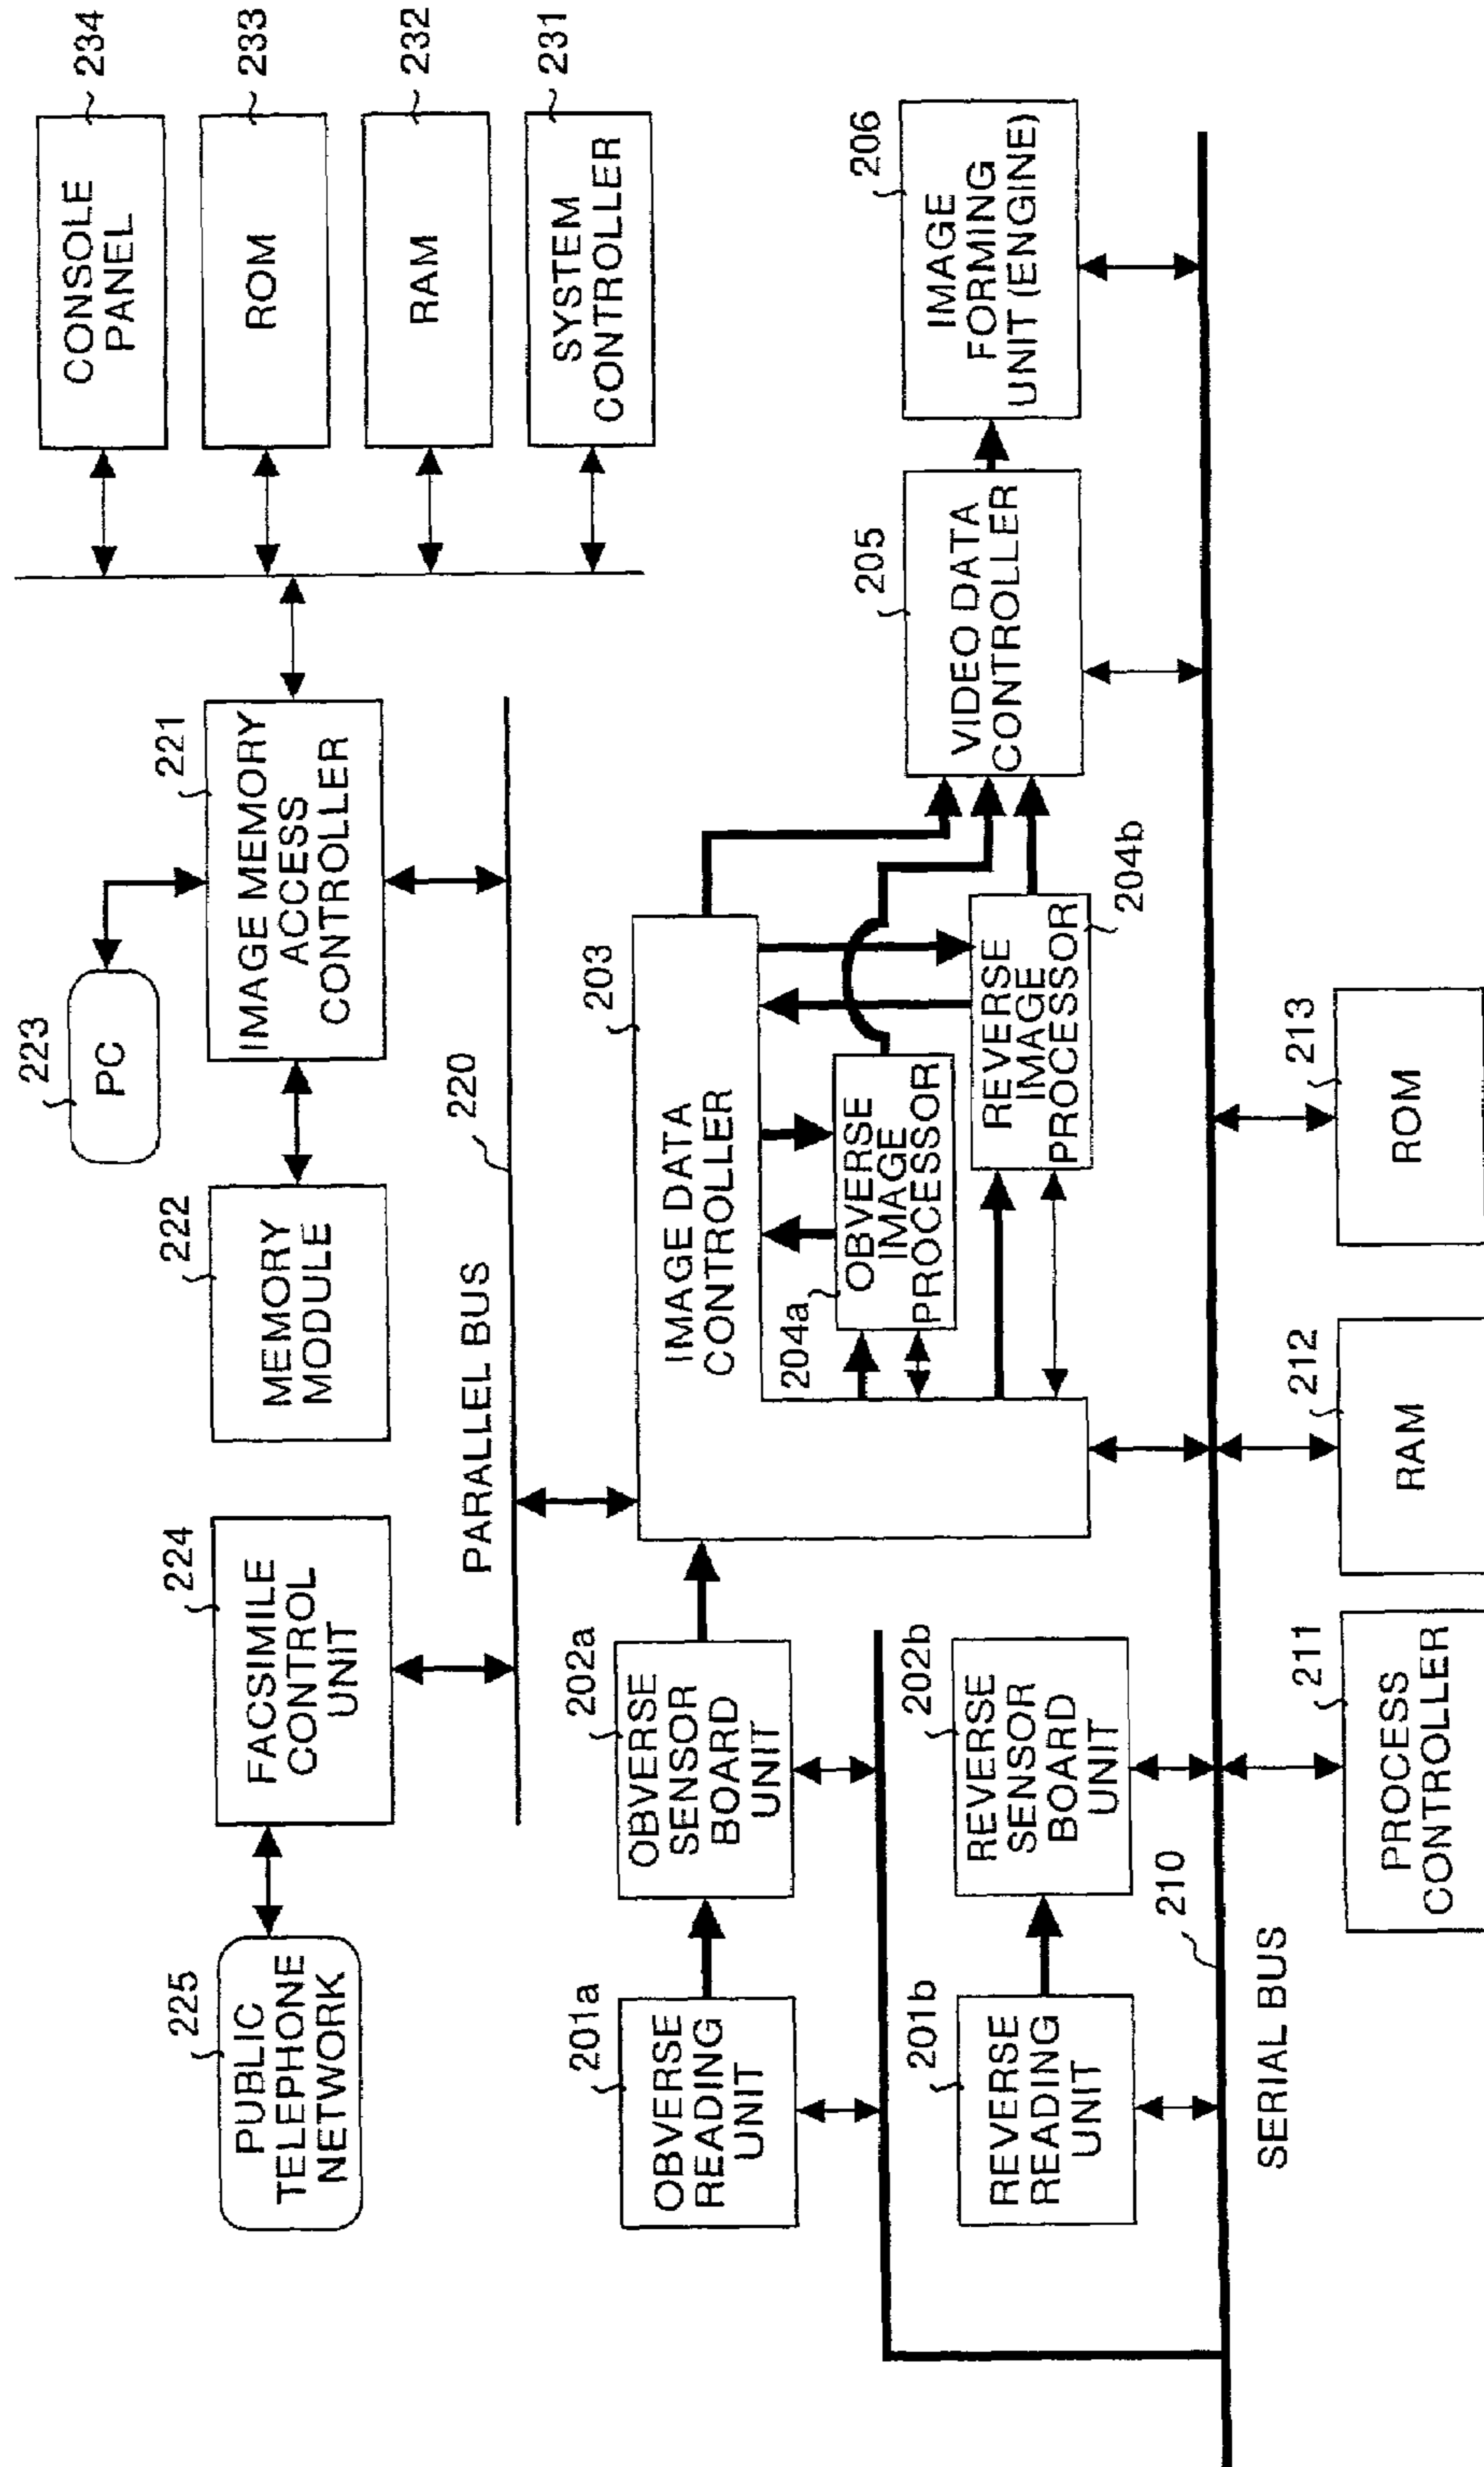 225
PUBLIC
TELEPHONE
NETWORK
224
FACSIMILE
CONTROL
UNIT
222
MEMORY
MODULE
223
PC
221
IMAGE MEMORY
ACCESS
CONTROLLER
CONSOLE
PANEL
234
ROM
233
RAM
232
SYSTEM
CONTROLLER
231
PARALLEL BUS
220
201a
OBVERSE
READING
UNIT
202a
OBVERSE
SENSOR
BOARD
UNIT
203
IMAGE DATA
CONTROLLER
204a
OBVERSE
IMAGE
PROCESSOR
REVERSE
IMAGE
PROCESSOR
204b
205
VIDEO DATA
CONTROLLER
206
IMAGE
FORMING
UNIT (ENGINE)
201b
REVERSE
READING
UNIT
202b
REVERSE
SENSOR
BOARD
UNIT
210
SERIAL BUS
211
PROCESS
CONTROLLER
212
RAM
213
ROM